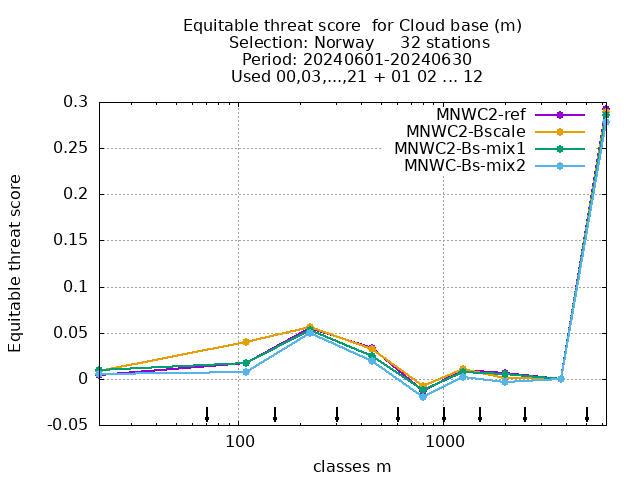 Equitable threat score  for Cloud base (m)
Selection: Norway     32 stations
Period: 20240601-20240630
Used 00,03,...,21 + 01 02 ... 12
MNWC2-ref
MNWC2-Bscale
MNWC2-Bs-mix1
MNWC-Bs-mix2
0.3
0.25
0.2
0.15
0.1
0.05
0
-0.05
Equitable threat score
100
1000
classes m